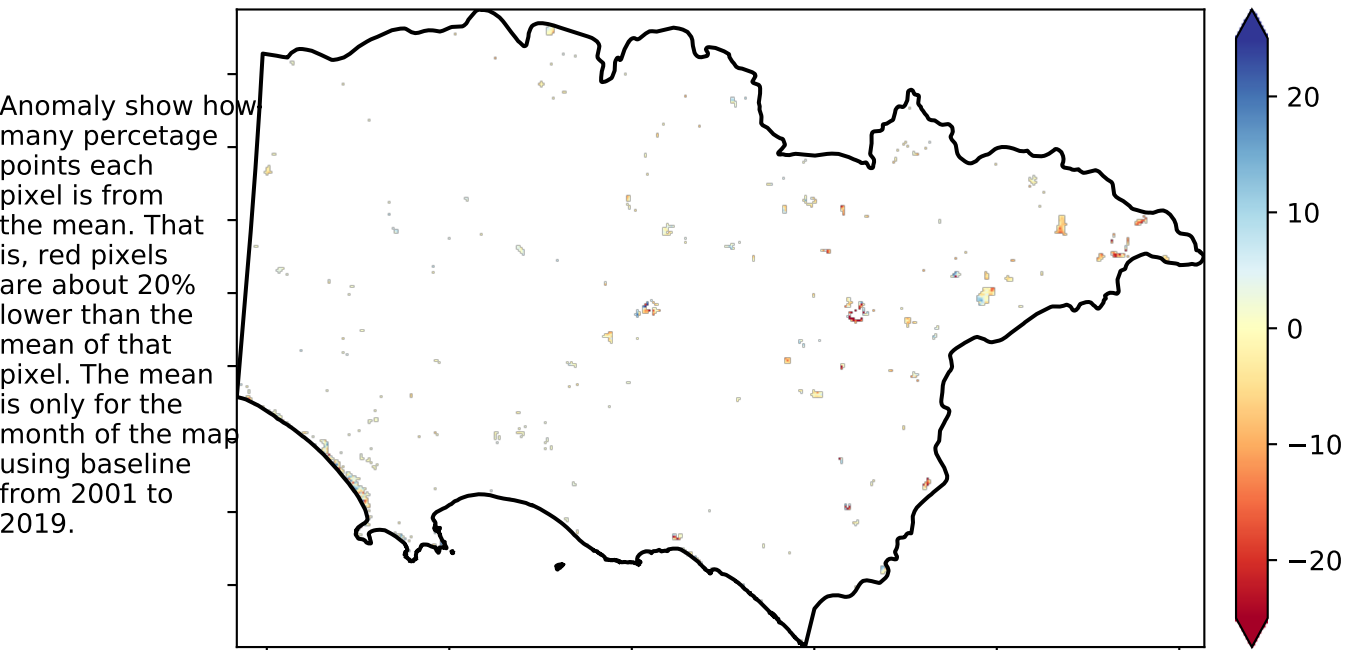 Anomaly show how
many percetage
points each
pixel is from
the mean. That
is, red pixels
are about 20%
lower than the
mean of that
pixel. The mean
is only for the
month of the map
using baseline
from 2001 to
2019.
20
10
0
−10
−20